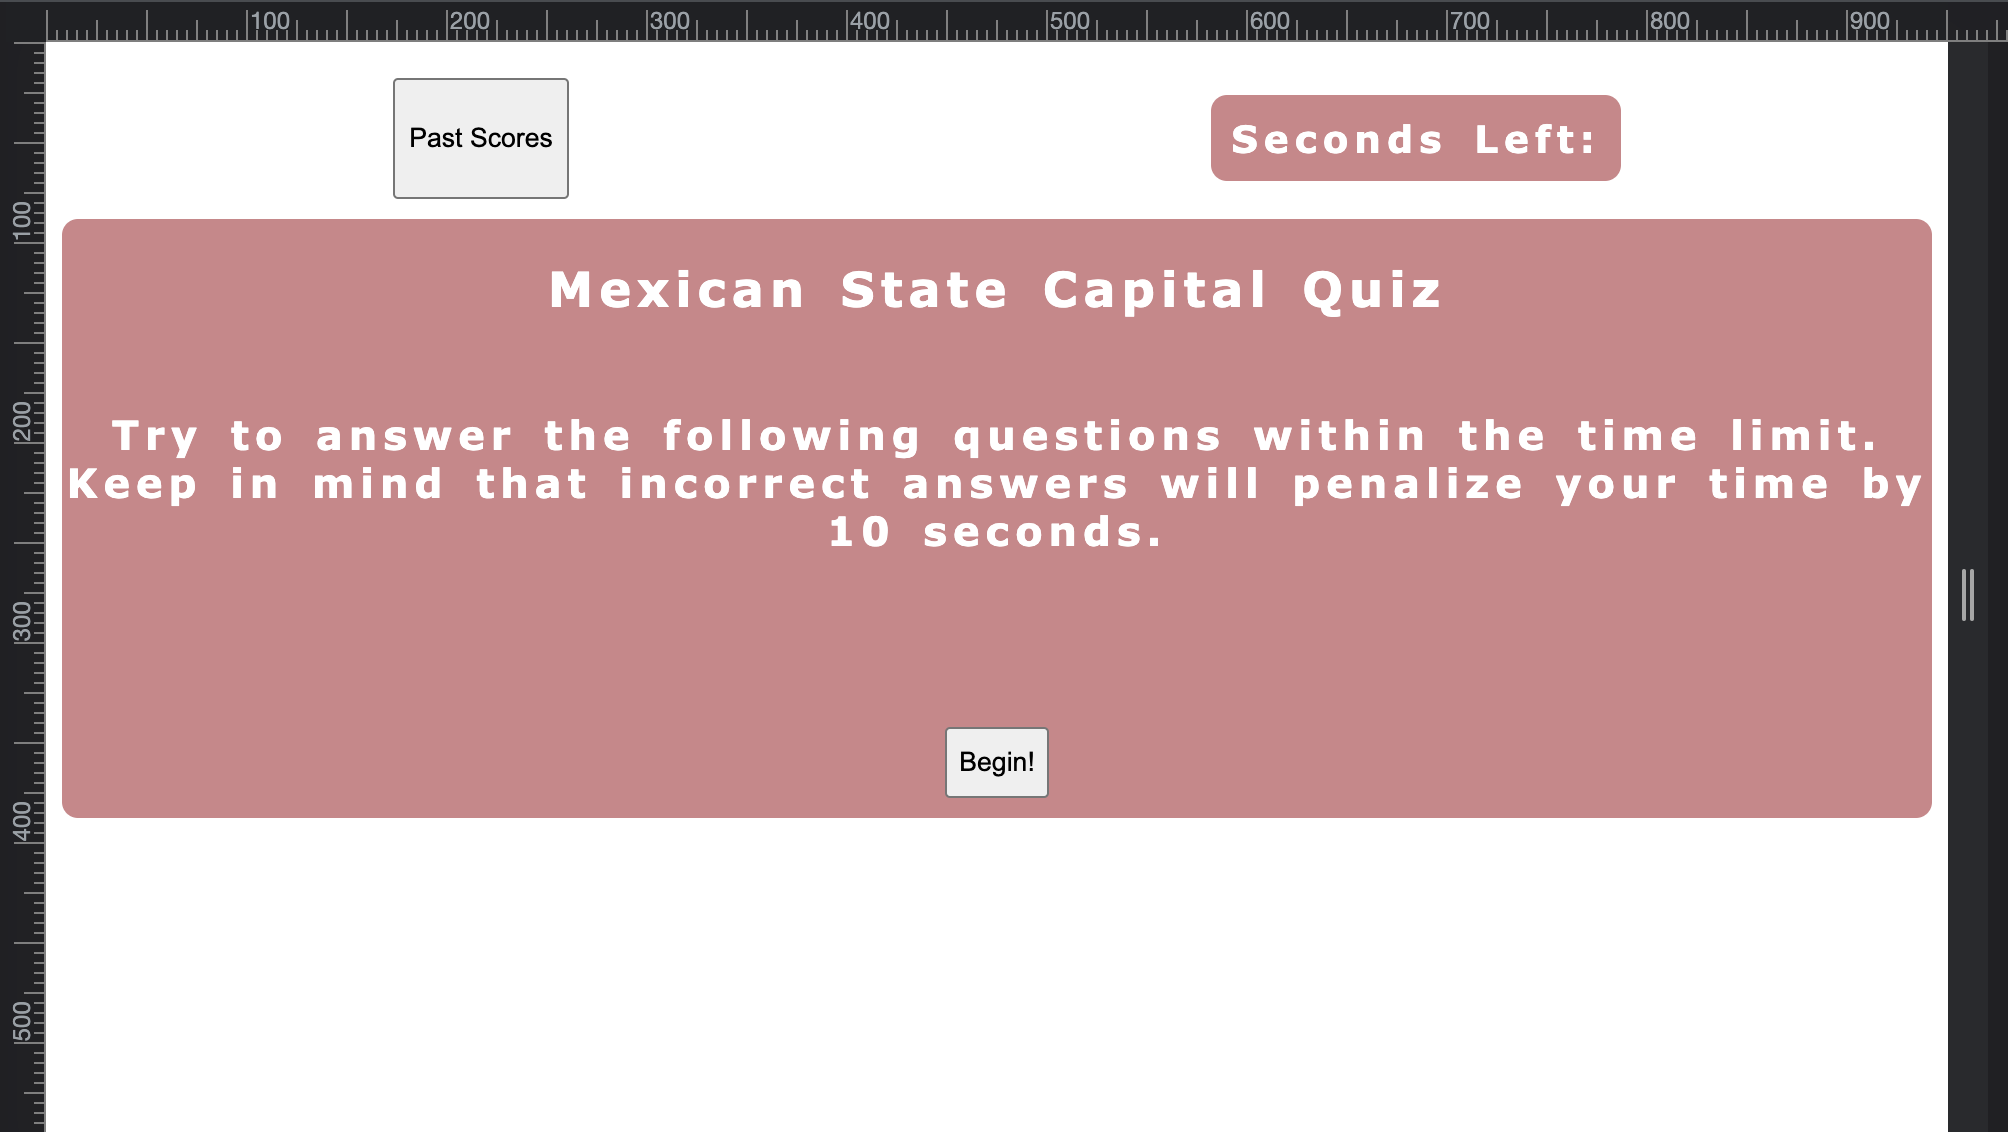 100 200 300 400 500 600 700 800 900
Past Scores
Seconds Left:
100
Mexican State Capital Quiz
200
Try to answer the following questions within the time limit.
Keep in mind that incorrect answers will penalize your time by
10 seconds.
300
Begin!
400
500